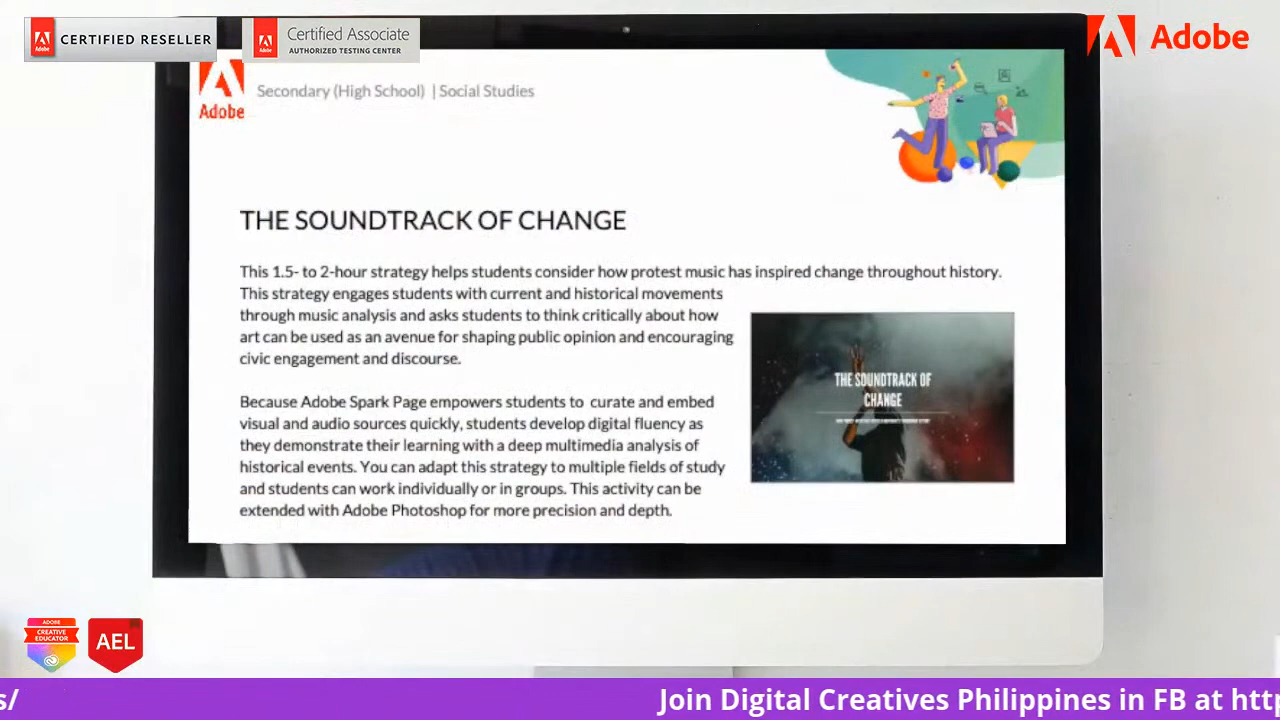 Adobe
CERTIFIED RESELLER
Adobe
Certified Associate
AUTHORIZED TESTING CENTER
Adobe
Adobe
Secondary (High School) | Social Studies
THE SOUNDTRACK OF CHANGE
This 1.5- to 2-hour strategy helps students consider how protest music has inspired change throughout history.
This strategy engages students with current and historical movements
through music analysis and asks students to think critically about how
art can be used as an avenue for shaping public opinion and encouraging
civic engagement and discourse.
THE SOUNDTRACK OF
CHANGE
Because Adobe Spark Page empowers students to curate and embed
visual and audio sources quickly, students develop digital fluency as
they demonstrate their learning with a deep multimedia analysis of
historical events. You can adapt this strategy to multiple fields of study
and students can work individually or in groups. This activity can be
extended with Adobe Photoshop for more precision and depth.
ADOBE
CREATIVE
EDUCATOR
AEL
s/
Join Digital Creatives Philippines in FB at http